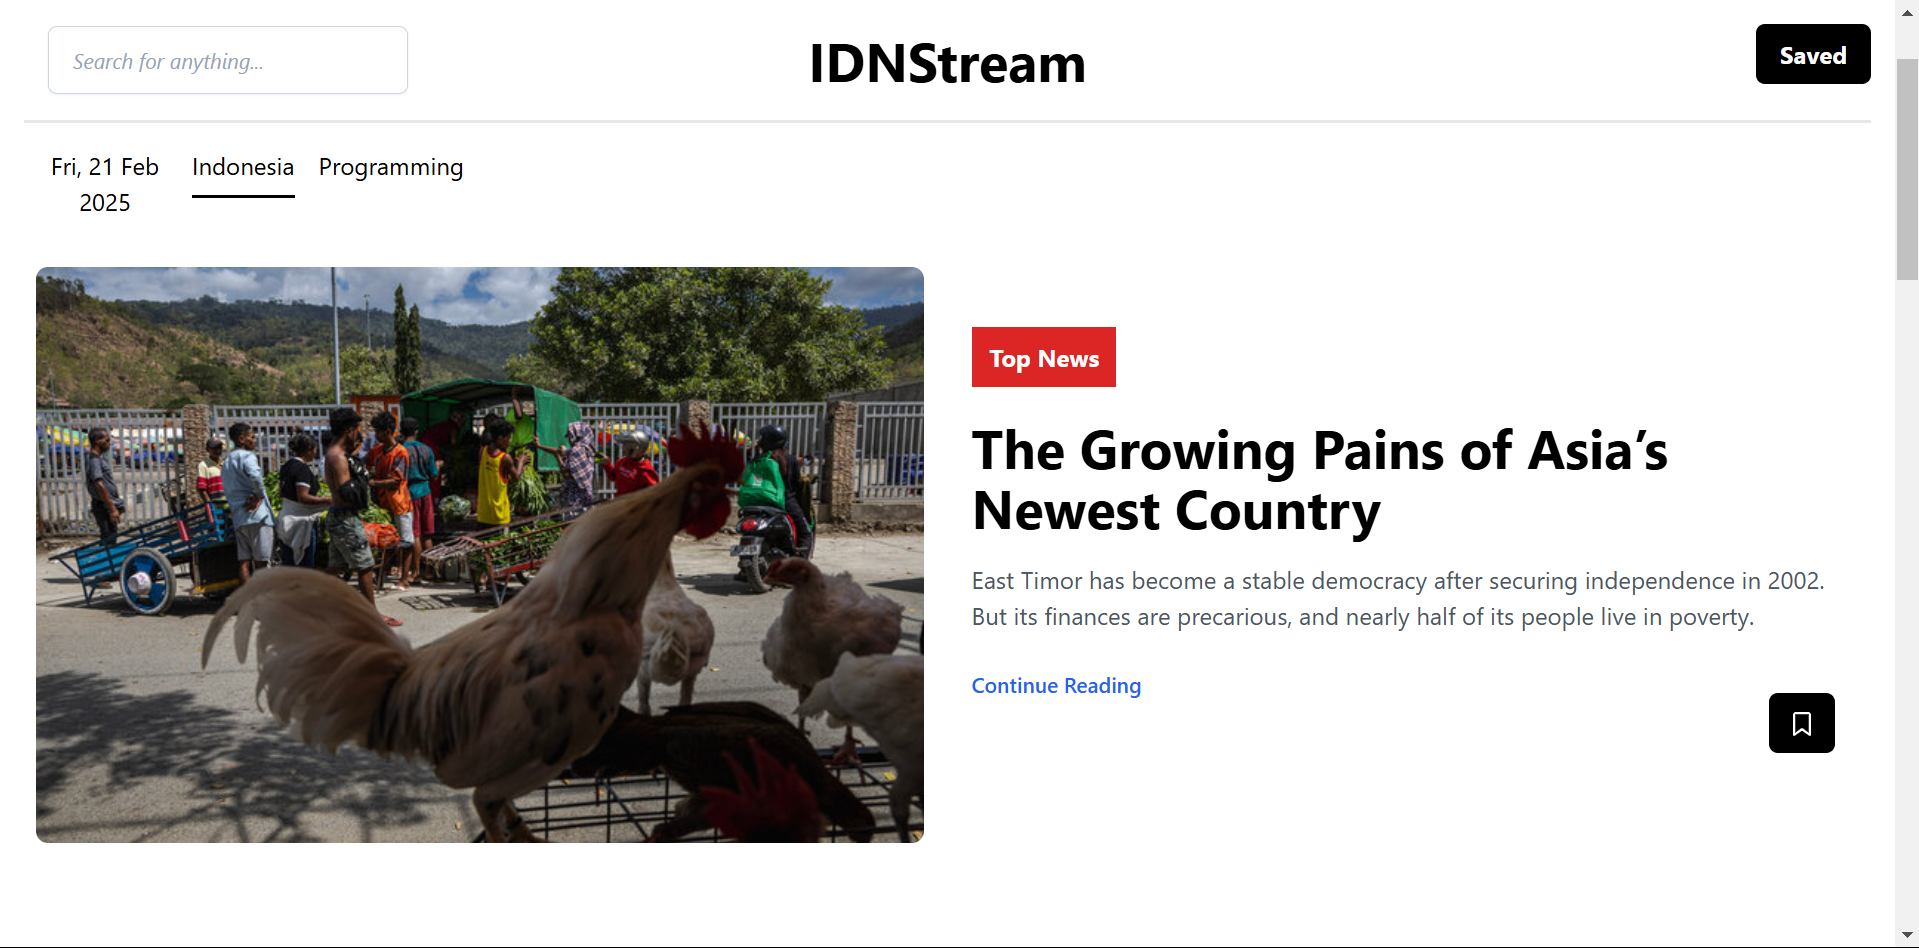 Search for anything...
IDNStream
Saved
Fri, 21 Feb
2025
Indonesia
Programming
Top News
The Growing Pains of Asia’s
Newest Country
East Timor has become a stable democracy after securing independence in 2002.
But its finances are precarious, and nearly half of its people live in poverty.
Continue Reading